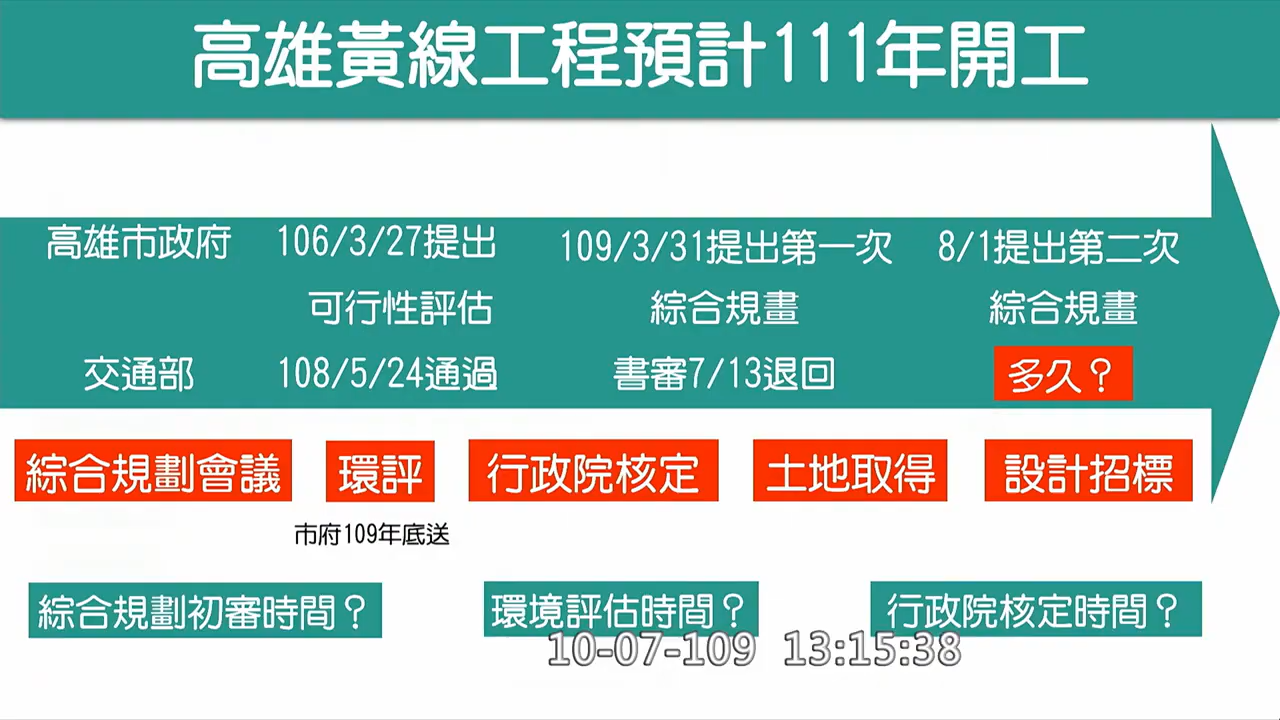 高雄黃線工程預計111年開工
高雄市政府 106/3/27提出 109/3/31提出第一次 8/1提出第二次
可行性評估 綜合規畫 綜合規畫
交通部 108/5/24通過 書審7/13退回 多久？
綜合規劃會議 環評 行政院核定 土地取得 設計招標
市府109年底送
綜合規劃初審時間？ 環境評估時間？ 行政院核定時間？
10-07-109 13:15:38